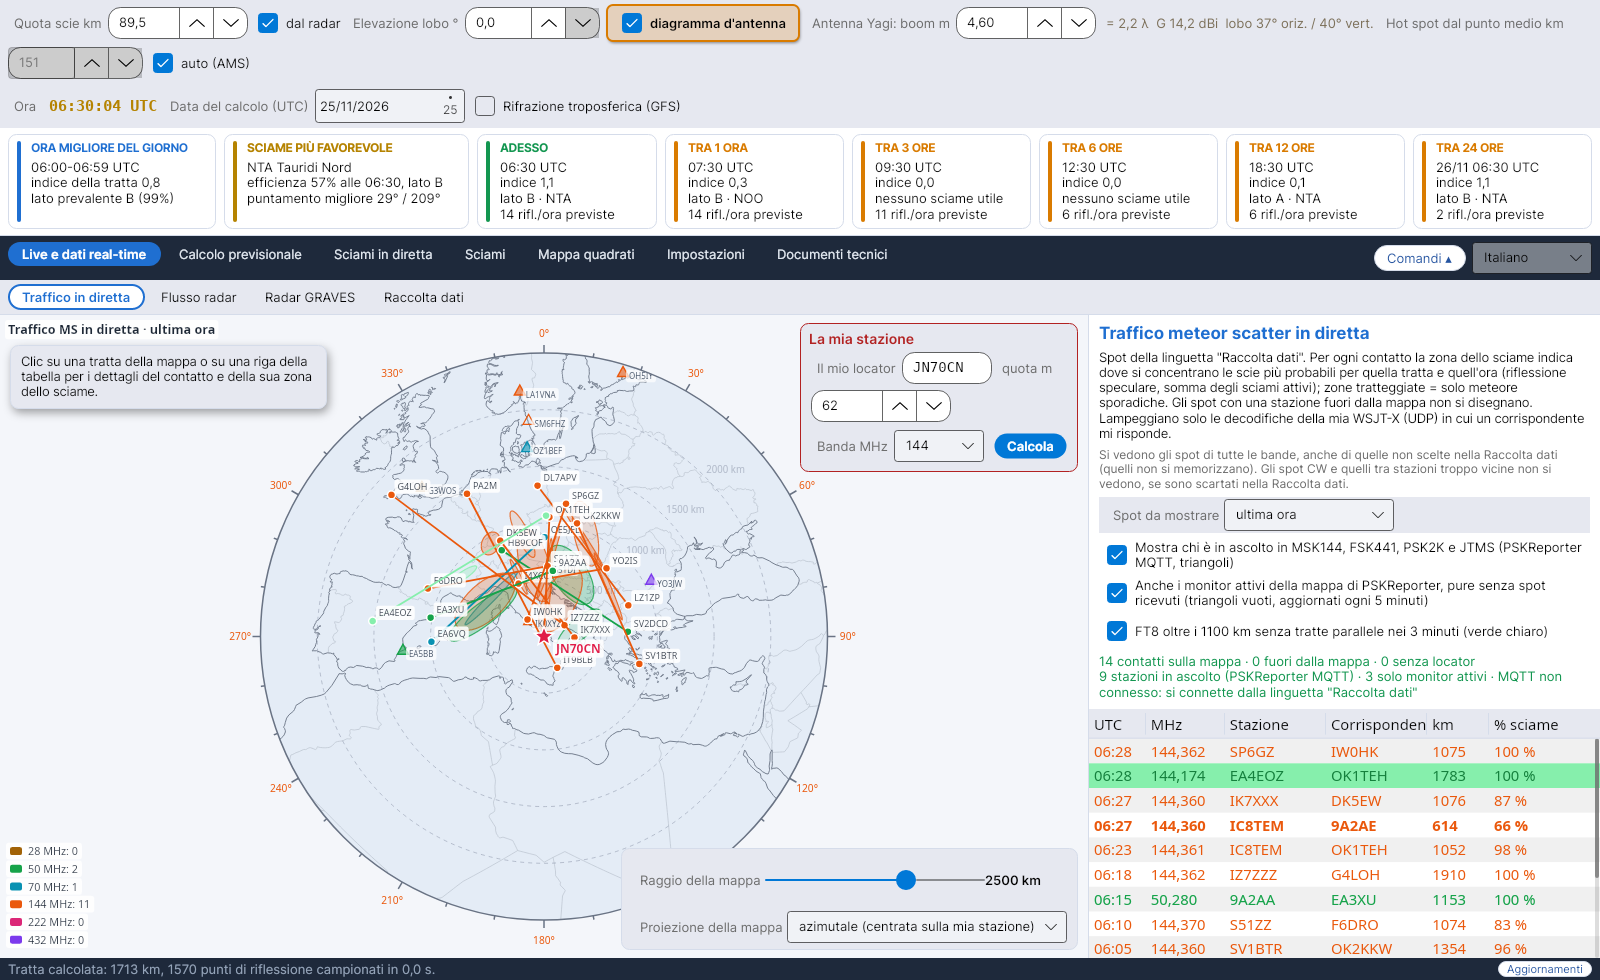 Quota scie km 89,5 dal radar Elevazione lobo ° 0,0 diagramma d'antenna Antenna Yagi: boom m 4,60 = 2,2 λ G 14,2 dBi lobo 37° oriz. / 40° vert. Hot spot dal punto medio km
151 auto (AMS)
Ora 06:30:04 UTC Data del calcolo (UTC) 25/11/2026 25 Rifrazione troposferica (GFS)
ORA MIGLIORE DEL GIORNO
06:00-06:59 UTC
indice della tratta 0,8
lato prevalente B (99%)
SCIAME PIÙ FAVOREVOLE
NTA Tauridi Nord
efficienza 57% alle 06:30, lato B
puntamento migliore 29° / 209°
ADESSO
06:30 UTC
indice 1,1
lato B · NTA
14 rifl./ora previste
TRA 1 ORA
07:30 UTC
indice 0,3
lato B · NOO
14 rifl./ora previste
TRA 3 ORE
09:30 UTC
indice 0,0
nessuno sciame utile
11 rifl./ora previste
TRA 6 ORE
12:30 UTC
indice 0,0
nessuno sciame utile
6 rifl./ora previste
TRA 12 ORE
18:30 UTC
indice 0,1
lato A · NTA
6 rifl./ora previste
TRA 24 ORE
26/11 06:30 UTC
indice 1,1
lato B · NTA
2 rifl./ora previste
Live e dati real-time Calcolo previsionale Sciami in diretta Sciami Mappa quadrati Impostazioni Documenti tecnici Comandi ▴ Italiano
Traffico in diretta Flusso radar Radar GRAVES Raccolta dati
Traffico MS in diretta · ultima ora
Clic su una tratta della mappa o su una riga della
tabella per i dettagli del contatto e della sua zona
dello sciame.
0°
30°
60°
90°
120°
180°
210°
240°
270°
300°
330°
2000 km
1500 km
1000 km
LA1VNA
SM6FHZ
OZ1BEF
DL7APV
G4LOH
G3WOS
PA2M
SP6GZ
OK1TEH
OK2KKW
DK5EW
HB9COF
9A2AA
YO2IS
YO3JW
F6DRO
LZ1ZP
EA4EOZ
EA3XU
EA6VQ
EA5BB
IW0HK
IZ7ZZZ
IK7XXX
SV2DCD
SV1BTR
JN70CN
IT9BLB
La mia stazione
Il mio locator JN70CN quota m
62
Banda MHz 144 Calcola
28 MHz: 0
50 MHz: 2
70 MHz: 1
144 MHz: 11
222 MHz: 0
432 MHz: 0
Raggio della mappa 2500 km
Proiezione della mappa azimutale (centrata sulla mia stazione)
Traffico meteor scatter in diretta
Spot della linguetta "Raccolta dati". Per ogni contatto la zona dello sciame indica
dove si concentrano le scie più probabili per quella tratta e quell'ora (riflessione
speculare, somma degli sciami attivi); zone tratteggiate = solo meteore
sporadiche. Gli spot con una stazione fuori dalla mappa non si disegnano.
Lampeggiano solo le decodifiche della mia WSJT-X (UDP) in cui un corrispondente
mi risponde.
Si vedono gli spot di tutte le bande, anche di quelle non scelte nella Raccolta dati
(quelli non si memorizzano). Gli spot CW e quelli tra stazioni troppo vicine non si
vedono, se sono scartati nella Raccolta dati.
Spot da mostrare ultima ora
Mostra chi è in ascolto in MSK144, FSK441, PSK2K e JTMS (PSKReporter
MQTT, triangoli)
Anche i monitor attivi della mappa di PSKReporter, pure senza spot
ricevuti (triangoli vuoti, aggiornati ogni 5 minuti)
FT8 oltre i 1100 km senza tratte parallele nei 3 minuti (verde chiaro)
14 contatti sulla mappa · 0 fuori dalla mappa · 0 senza locator
9 stazioni in ascolto (PSKReporter MQTT) · 3 solo monitor attivi · MQTT non
connesso: si connette dalla linguetta "Raccolta dati"
UTC MHz Stazione Corrisponden km % sciame
06:28 144,362 SP6GZ IW0HK 1075 100 %
06:28 144,174 EA4EOZ OK1TEH 1783 100 %
06:27 144,360 IK7XXX DK5EW 1076 87 %
06:27 144,360 IC8TEM 9A2AE 614 66 %
06:23 144,361 IC8TEM OK1TEH 1052 98 %
06:18 144,362 IZ7ZZZ G4LOH 1910 100 %
06:15 50,280 9A2AA EA3XU 1153 100 %
06:10 144,370 S51ZZ F6DRO 1074 83 %
06:05 144,360 SV1BTR OK2KKW 1354 96 %
Tratta calcolata: 1713 km, 1570 punti di riflessione campionati in 0,0 s. Aggiornamenti